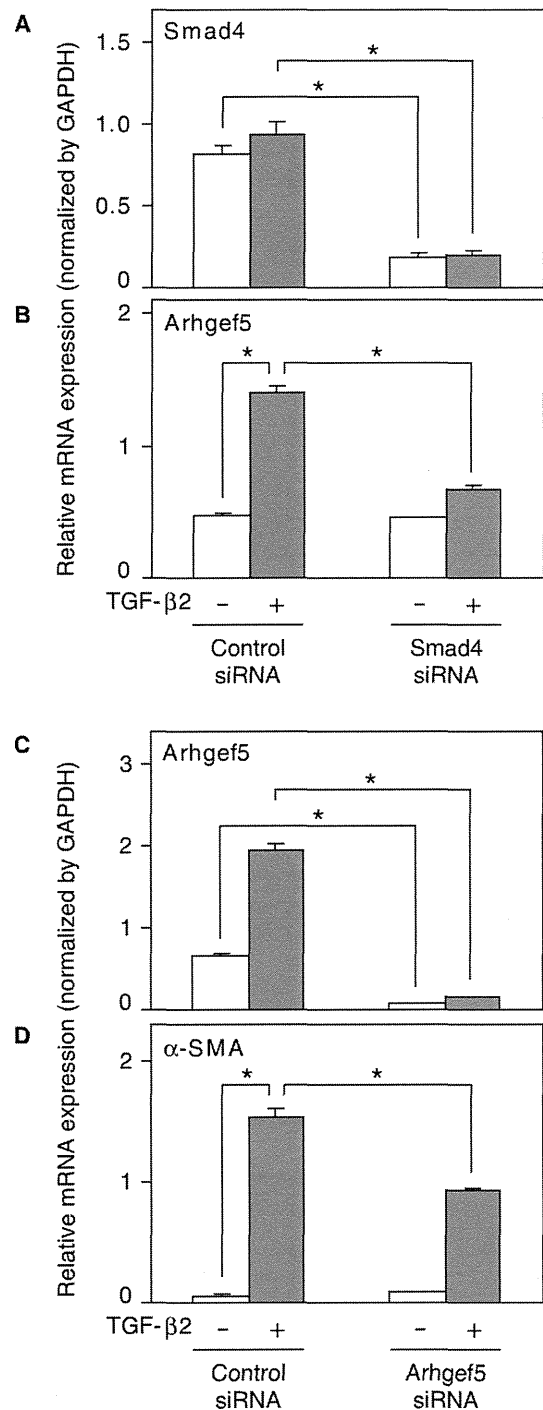 A
Smad4
*
*
1.5
1.0
0.5
0
B
Arhgef5
*
*
2
1
0
Relative mRNA expression (normalized by GAPDH)
TGF-β2 – + – +
Control siRNA
Smad4 siRNA
C
Arhgef5
*
*
3
2
1
0
D
α-SMA
*
*
2
1
0
Relative mRNA expression (normalized by GAPDH)
TGF-β2 – + – +
Control siRNA
Arhgef5 siRNA